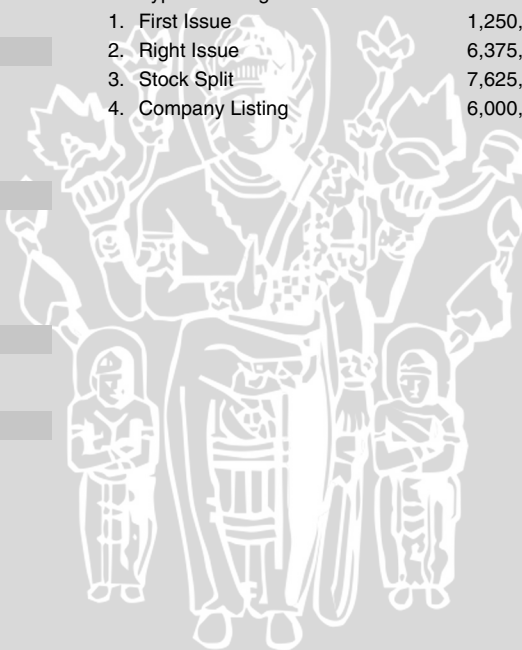 1. First Issue 1,250,
2. Right Issue 6,375,
3. Stock Split 7,625,
4. Company Listing 6,000,